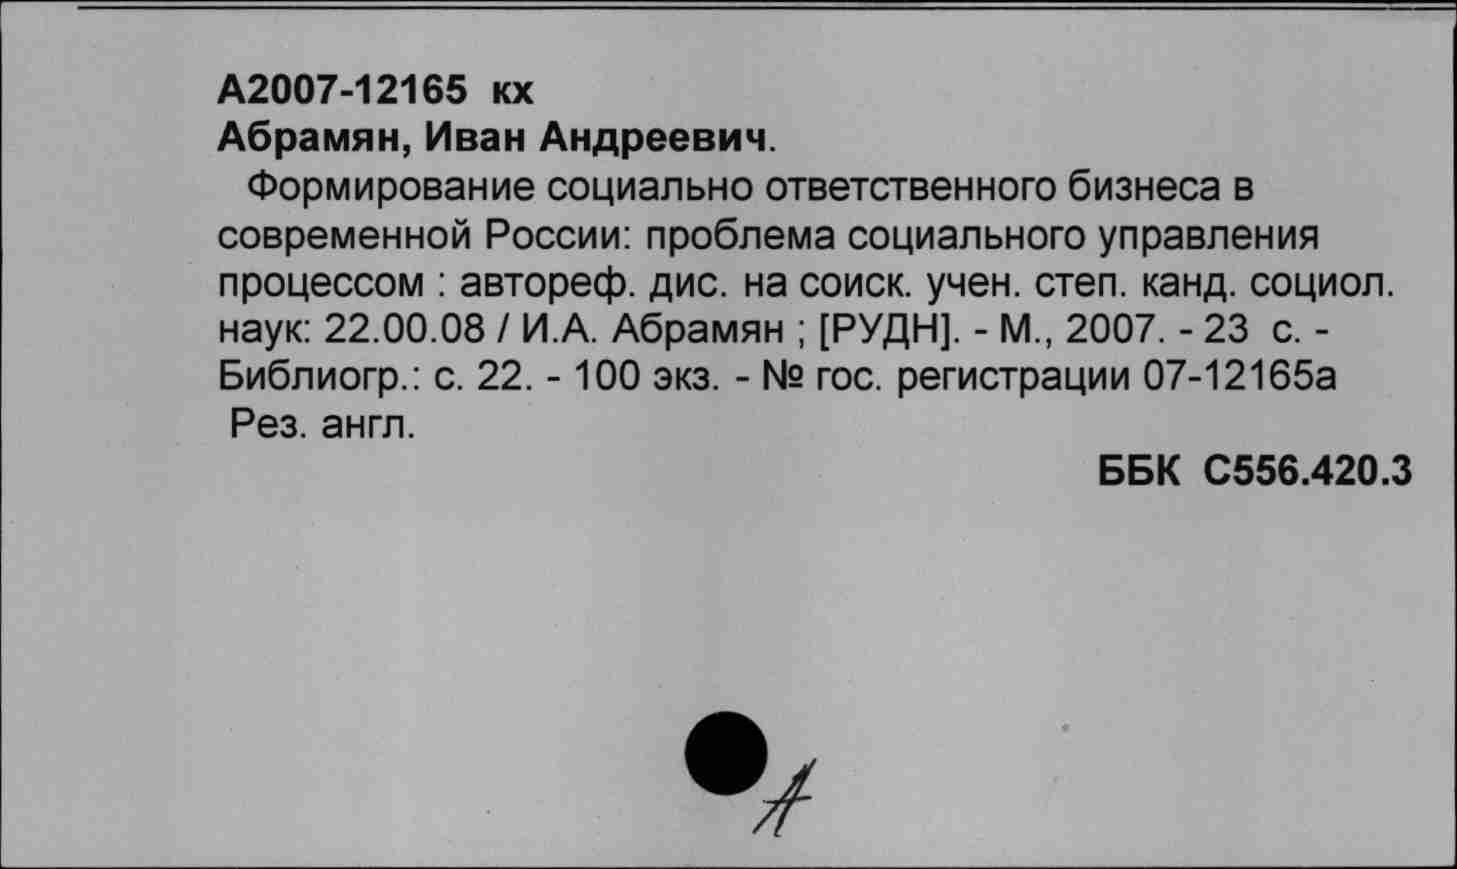 А2007-12165 кх
Абрамян, Иван Андреевич.
Формирование социально ответственного бизнеса в
современной России: проблема социального управления
процессом : автореф. дис. на соиск. учен. степ. канд. социол.
наук: 22.00.08 / И.А. Абрамян ; [РУДН]. - М., 2007. - 23 с. -
Библиогр.: с. 22. - 100 экз. - № гос. регистрации 07-12165а
Рез. англ.
ББК С556.420.3
А